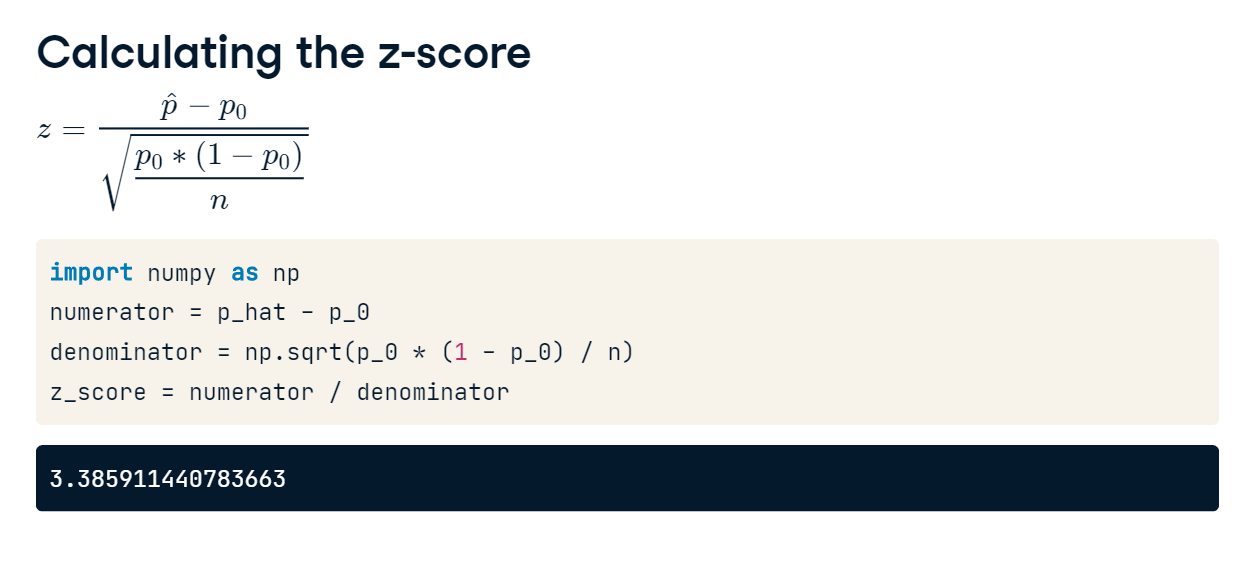 Calculating the z-score
z = \frac{\hat{p} - p_0}{\sqrt{\frac{p_0 * (1 - p_0)}{n}}}
import numpy as np
numerator = p_hat - p_0
denominator = np.sqrt(p_0 * (1 - p_0) / n)
z_score = numerator / denominator
3.385911440783663